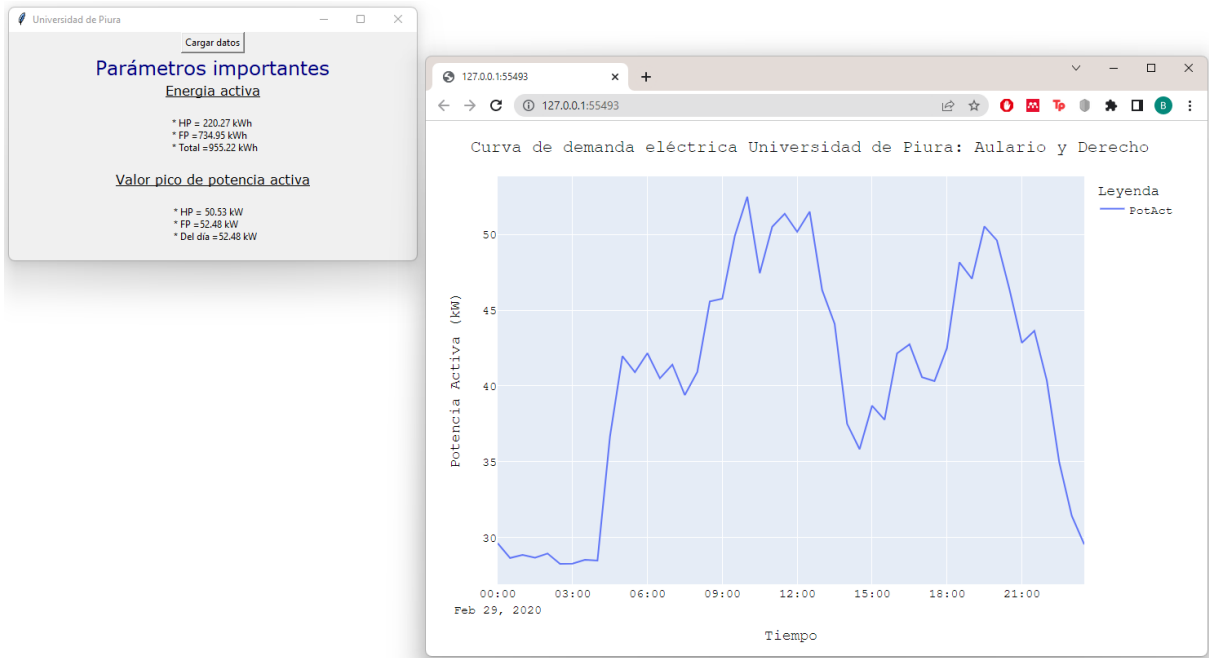 Universidad de Piura
Cargar datos
Parámetros importantes
Energia activa
* HP = 220.27 kWh
* FP =734.95 kWh
* Total =955.22 kWh
Valor pico de potencia activa
* HP = 50.53 kW
* FP =52.48 kW
* Del día =52.48 kW
127.0.0.1:55493
127.0.0.1:55493
Tp
B
Curva de demanda eléctrica Universidad de Piura: Aulario y Derecho
Leyenda
PotAct
Potencia Activa (kW)
50
45
40
35
30
00:00 03:00 06:00 09:00 12:00 15:00 18:00 21:00
Feb 29, 2020
Tiempo